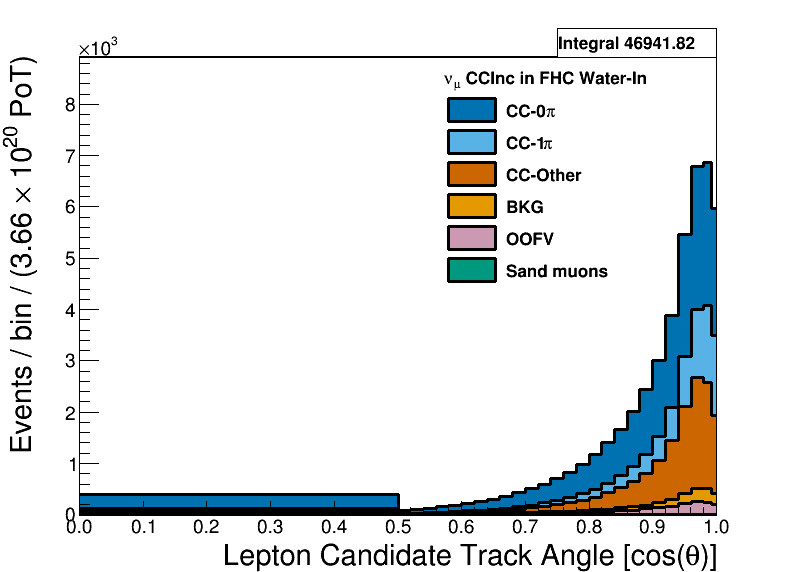 Integral 46941.82
×10³
ν_μ CCInc in FHC Water-In
CC-0π
CC-1π
CC-Other
BKG
OOFV
Sand muons
Events / bin / (3.66 × 10²⁰ PoT)
8
7
6
5
4
3
2
1
0
0.0 0.1 0.2 0.3 0.4 0.5 0.6 0.7 0.8 0.9 1.0
Lepton Candidate Track Angle [cos(θ)]